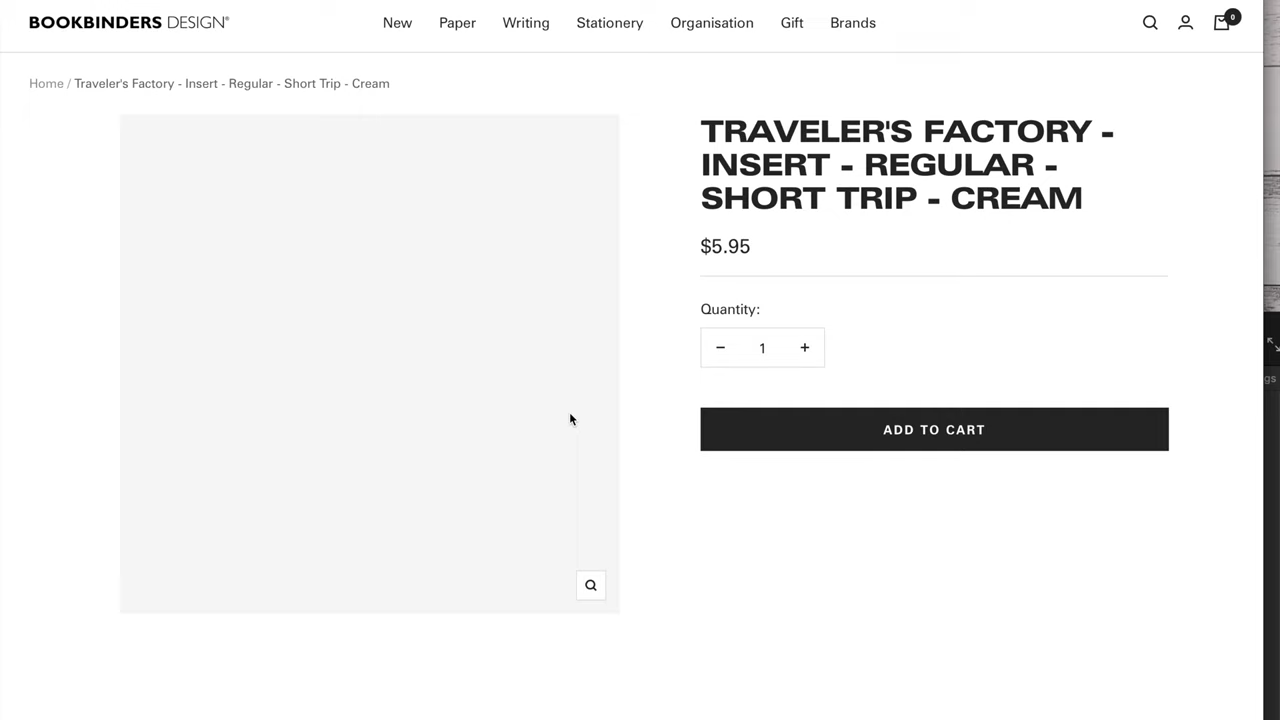 BOOKBINDERS DESIGN®
New Paper Writing Stationery Organisation Gift Brands
0
Home / Traveler's Factory - Insert - Regular - Short Trip - Cream
TRAVELER'S FACTORY -
INSERT - REGULAR -
SHORT TRIP - CREAM
$5.95
Quantity:
− 1 +
ADD TO CART
gs